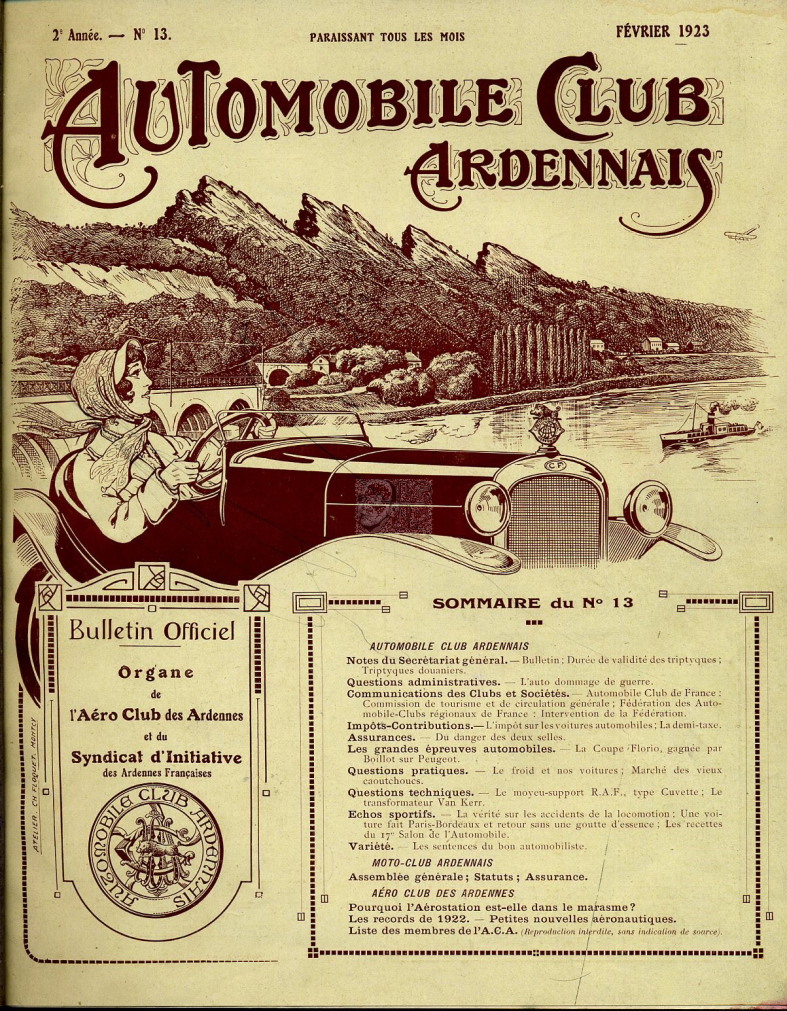 2e Année. — No 13.
PARAISSANT TOUS LES MOIS
FÉVRIER 1923
AUTOMOBILE CLUB
ARDENNAIS
C F
Bulletin Officiel
Organe
de
l'Aéro Club des Ardennes
et du
Syndicat d'Initiative
des Ardennes Françaises
AUTOMOBILE CLUB ARDENNAIS
ATELIER. CH FLOQUET. MONTCY
SOMMAIRE du No 13
AUTOMOBILE CLUB ARDENNAIS
Notes du Secrétariat général. — Bulletin ; Durée de validité des triptyques ;
Triptyques douaniers.
Questions administratives. — L'auto dommage de guerre.
Communications des Clubs et Sociétés. — Automobile Club de France :
Commission de tourisme et de circulation générale ; Fédération des Auto-
mobile-Clubs régionaux de France : Intervention de la Fédération.
Impôts-Contributions. — L'impôt sur les voitures automobiles ; La demi-taxe.
Assurances. — Du danger des deux selles.
Les grandes épreuves automobiles. — La Coupe Florio, gagnée par
Boillot sur Peugeot.
Questions pratiques. — Le froid et nos voitures ; Marché des vieux
caoutchoucs.
Questions techniques. — Le moyeu-support R.A.F., type Cuvette ; Le
transformateur Van Kerr.
Echos sportifs. — La vérité sur les accidents de la locomotion ; Une voi-
ture fait Paris-Bordeaux et retour sans une goutte d'essence ; Les recettes
du 17e Salon de l'Automobile.
Variété. — Les sentences du bon automobiliste.
MOTO-CLUB ARDENNAIS
Assemblée générale ; Statuts ; Assurance.
AÉRO CLUB DES ARDENNES
Pourquoi l'Aérostation est-elle dans le marasme ?
Les records de 1922. — Petites nouvelles aéronautiques.
Liste des membres de l'A.C.A. (Reproduction interdite, sans indication de source).